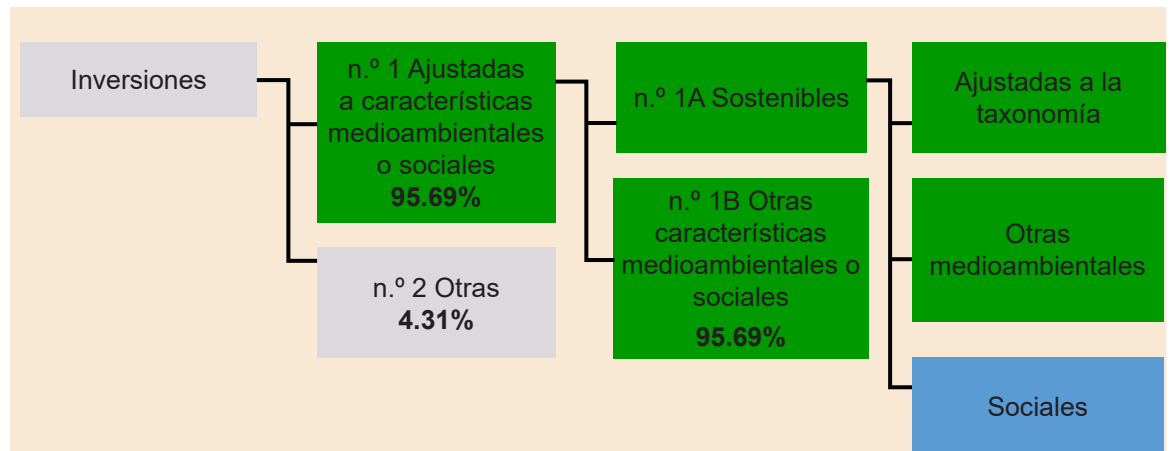 Inversiones
n.º 1 Ajustadas
a características
medioambientales
o sociales
95.69%
n.º 2 Otras
4.31%
n.º 1A Sostenibles
n.º 1B Otras
características
medioambientales o
sociales
95.69%
Ajustadas a la
taxonomía
Otras
medioambientales
Sociales